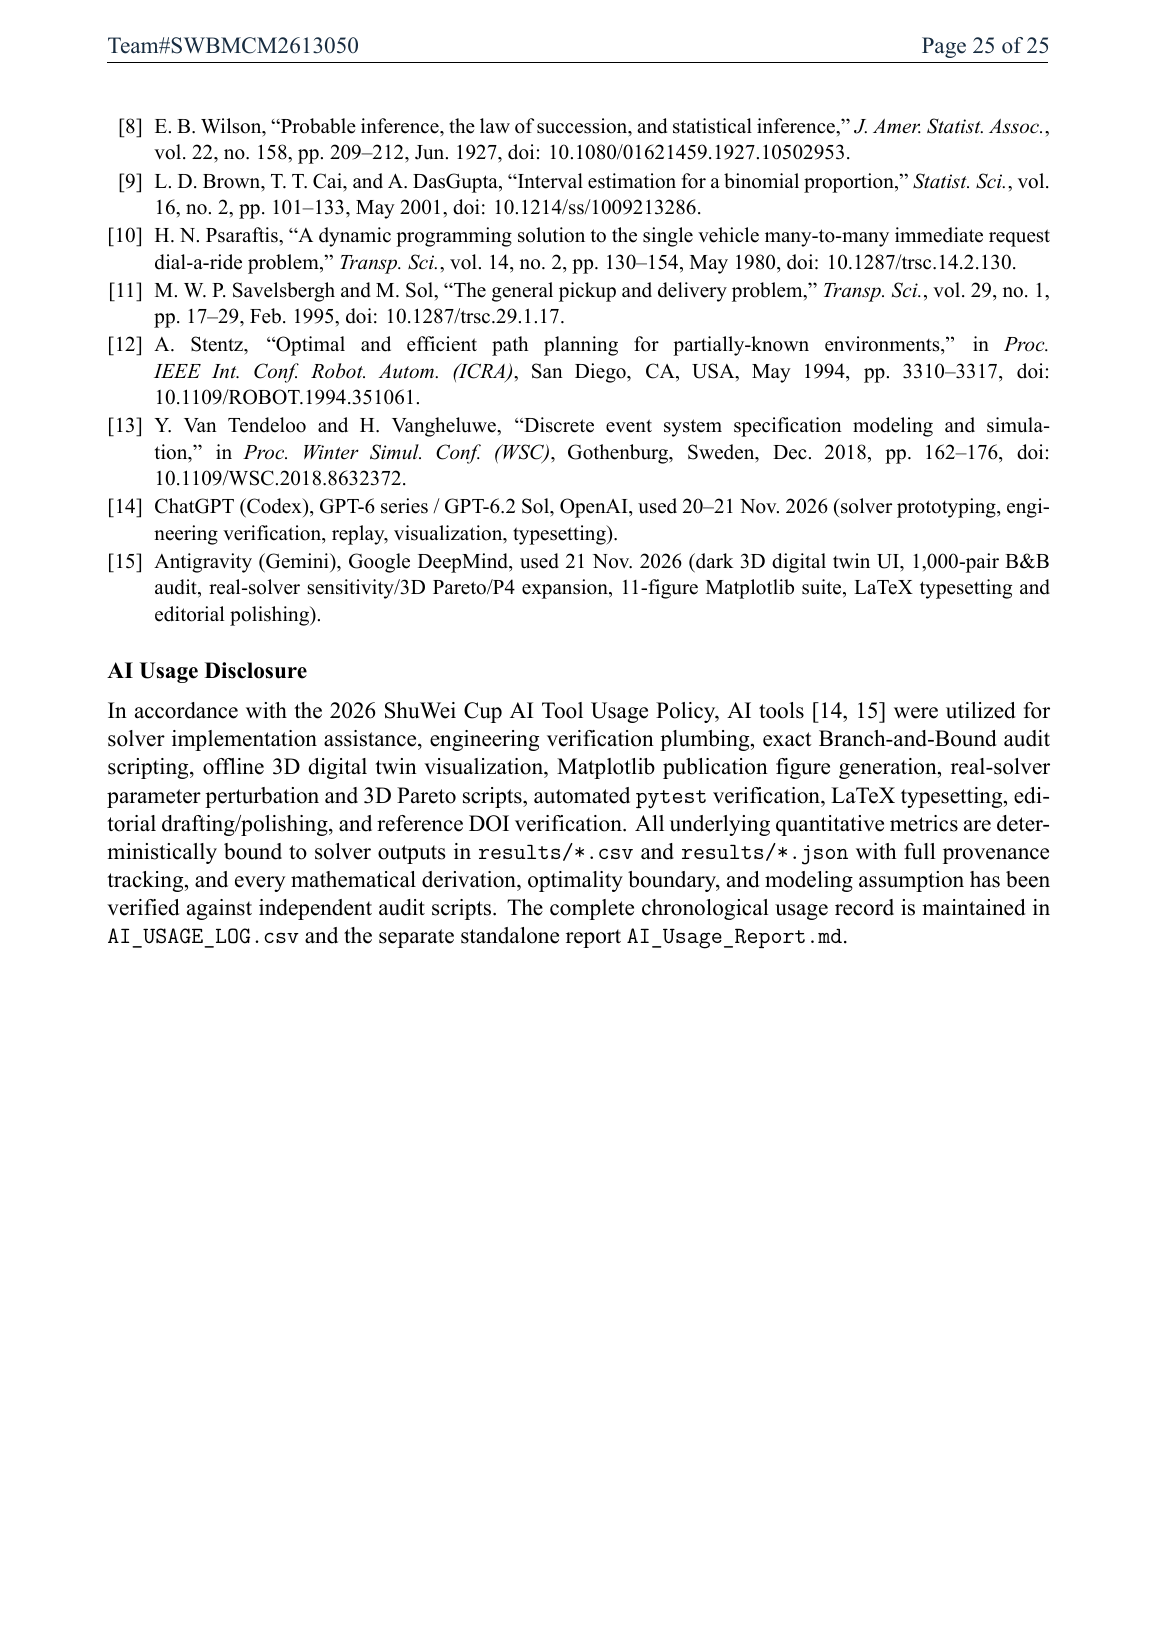 Team#SWBMCM2613050 Page 25 of 25
[8] E. B. Wilson, “Probable inference, the law of succession, and statistical inference,” J. Amer. Statist. Assoc.,
vol. 22, no. 158, pp. 209–212, Jun. 1927, doi: 10.1080/01621459.1927.10502953.
[9] L. D. Brown, T. T. Cai, and A. DasGupta, “Interval estimation for a binomial proportion,” Statist. Sci., vol.
16, no. 2, pp. 101–133, May 2001, doi: 10.1214/ss/1009213286.
[10] H. N. Psaraftis, “A dynamic programming solution to the single vehicle many-to-many immediate request
dial-a-ride problem,” Transp. Sci., vol. 14, no. 2, pp. 130–154, May 1980, doi: 10.1287/trsc.14.2.130.
[11] M. W. P. Savelsbergh and M. Sol, “The general pickup and delivery problem,” Transp. Sci., vol. 29, no. 1,
pp. 17–29, Feb. 1995, doi: 10.1287/trsc.29.1.17.
[12] A. Stentz, “Optimal and efficient path planning for partially-known environments,” in Proc.
IEEE Int. Conf. Robot. Autom. (ICRA), San Diego, CA, USA, May 1994, pp. 3310–3317, doi:
10.1109/ROBOT.1994.351061.
[13] Y. Van Tendeloo and H. Vangheluwe, “Discrete event system specification modeling and simula-
tion,” in Proc. Winter Simul. Conf. (WSC), Gothenburg, Sweden, Dec. 2018, pp. 162–176, doi:
10.1109/WSC.2018.8632372.
[14] ChatGPT (Codex), GPT-6 series / GPT-6.2 Sol, OpenAI, used 20–21 Nov. 2026 (solver prototyping, engi-
neering verification, replay, visualization, typesetting).
[15] Antigravity (Gemini), Google DeepMind, used 21 Nov. 2026 (dark 3D digital twin UI, 1,000-pair B&B
audit, real-solver sensitivity/3D Pareto/P4 expansion, 11-figure Matplotlib suite, LaTeX typesetting and
editorial polishing).
AI Usage Disclosure
In accordance with the 2026 ShuWei Cup AI Tool Usage Policy, AI tools [14, 15] were utilized for
solver implementation assistance, engineering verification plumbing, exact Branch-and-Bound audit
scripting, offline 3D digital twin visualization, Matplotlib publication figure generation, real-solver
parameter perturbation and 3D Pareto scripts, automated pytest verification, LaTeX typesetting, edi-
torial drafting/polishing, and reference DOI verification. All underlying quantitative metrics are deter-
ministically bound to solver outputs in results/*.csv and results/*.json with full provenance
tracking, and every mathematical derivation, optimality boundary, and modeling assumption has been
verified against independent audit scripts. The complete chronological usage record is maintained in
AI_USAGE_LOG.csv and the separate standalone report AI_Usage_Report.md.